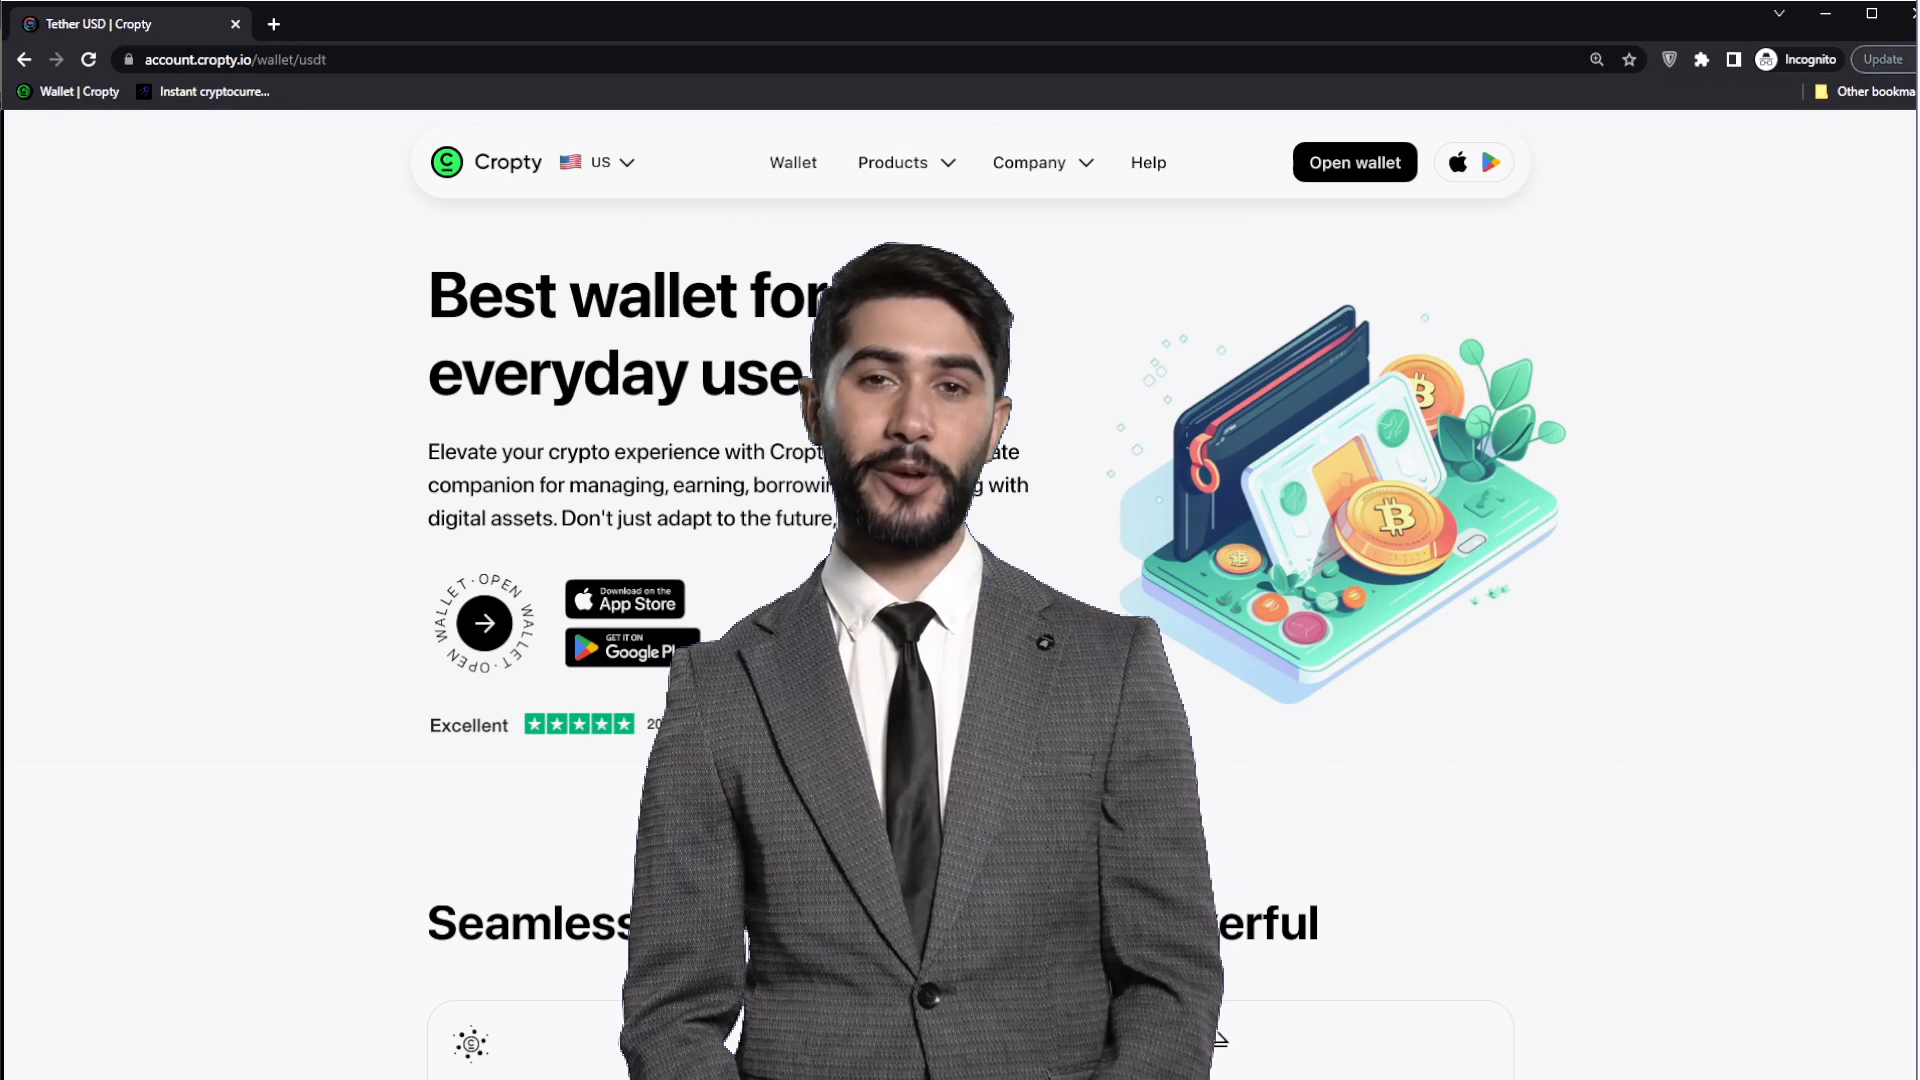 Tether USD | Cropty
account.cropty.io/wallet/usdt
Incognito
Update
Wallet | Cropty
Instant cryptocurre...
Other bookma
Cropty
US
Wallet
Products
Company
Help
Open wallet
Best wallet for
everyday use
Elevate your crypto experience with Cropt
companion for managing, earning, borrowin g with
digital assets. Don't just adapt to the future,
OPEN WALLET · OPEN WALLET ·
Download on the
App Store
GET IT ON
Google Pl
Excellent
Seamless erful